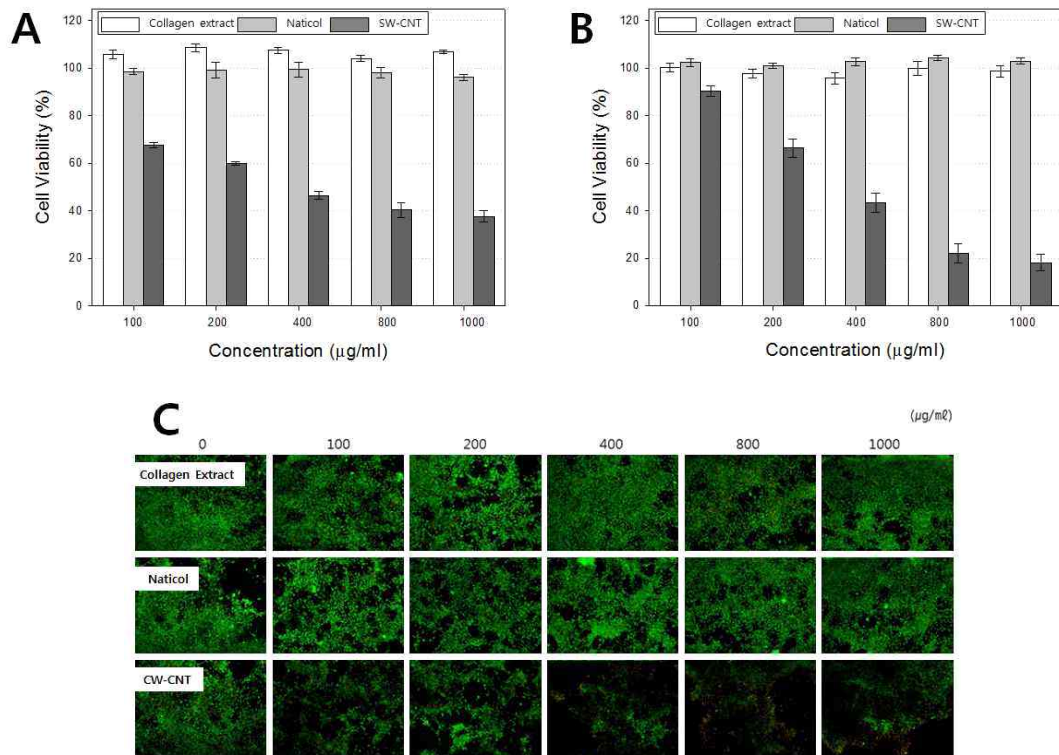 A
Collagen extract Naticol SW-CNT
120
100
80
60
40
20
0
Cell Viability (%)
100 200 400 800 1000
Concentration (μg/ml)
B
Collagen extract Naticol SW-CNT
120
100
80
60
40
20
0
Cell Viability (%)
100 200 400 800 1000
Concentration (μg/ml)
C
(μg/㎖)
0 100 200 400 800 1000
Collagen Extract
Naticol
CW-CNT